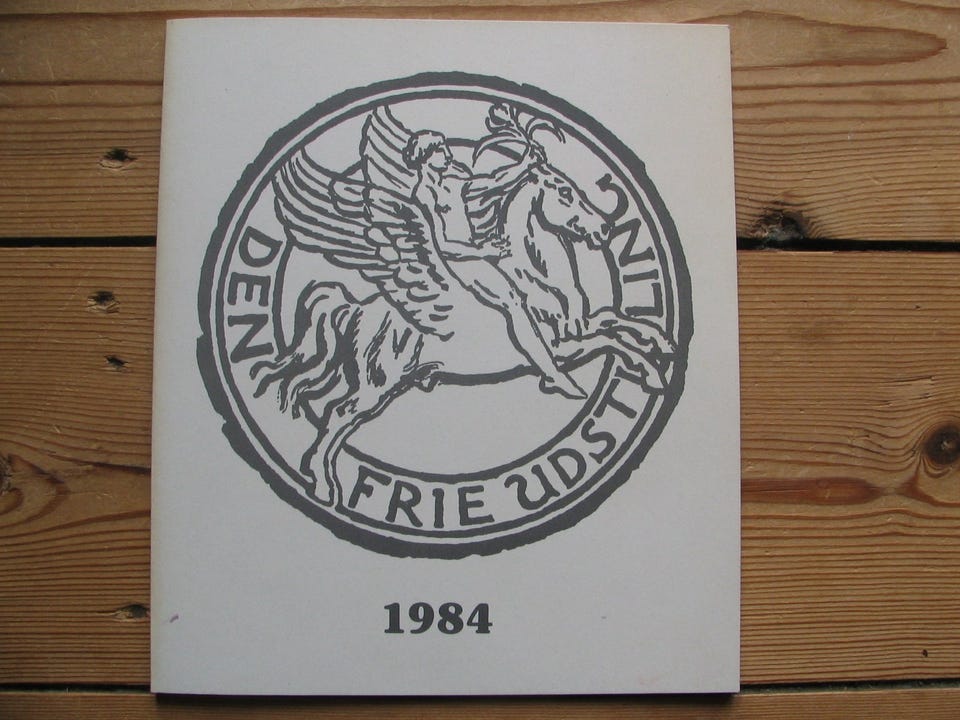 DEN FRIE UDSTILLING
1984